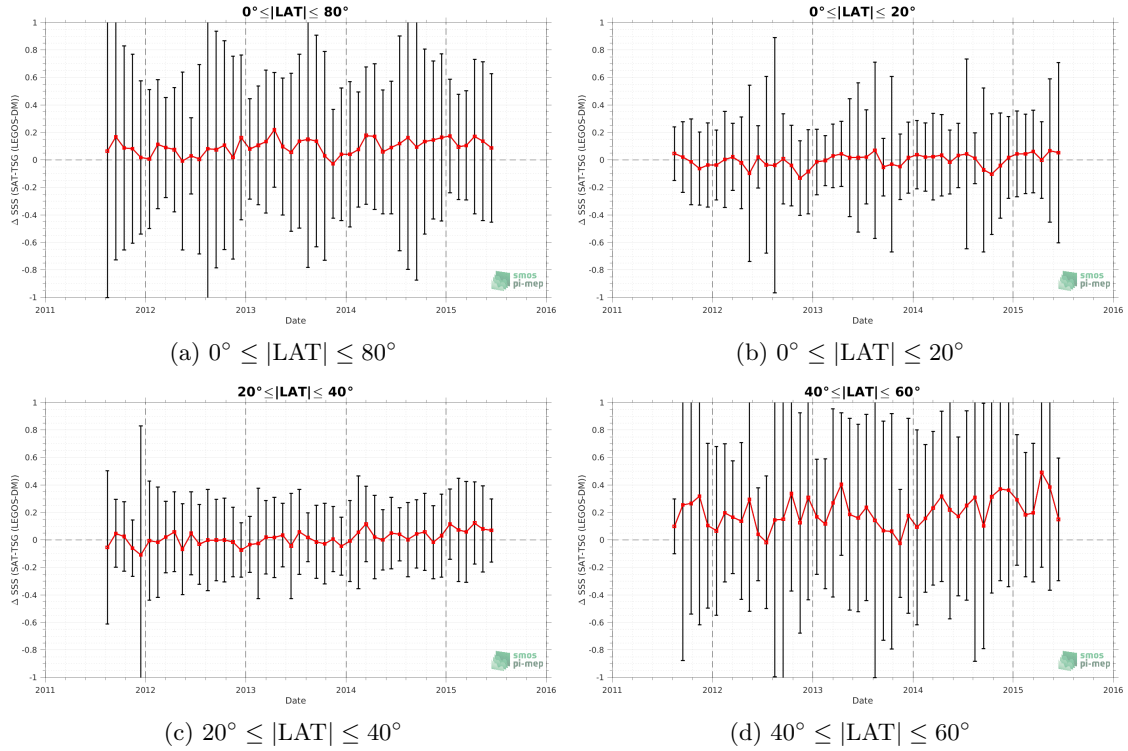 0°≤|LAT|≤ 80°
1
0.8
0.6
0.4
0.2
0
-0.2
-0.4
-0.6
-0.8
-1
Δ SSS (SAT-TSG (LEGOS-DM))
2011 2012 2013 2014 2015 2016
Date
smos
pi-mep
(a) 0° ≤ |LAT| ≤ 80°
0°≤|LAT|≤ 20°
1
0.8
0.6
0.4
0.2
0
-0.2
-0.4
-0.6
-0.8
-1
Δ SSS (SAT-TSG (LEGOS-DM))
2011 2012 2013 2014 2015 2016
Date
smos
pi-mep
(b) 0° ≤ |LAT| ≤ 20°
20°≤|LAT|≤ 40°
1
0.8
0.6
0.4
0.2
0
-0.2
-0.4
-0.6
-0.8
-1
Δ SSS (SAT-TSG (LEGOS-DM))
2011 2012 2013 2014 2015 2016
Date
smos
pi-mep
(c) 20° ≤ |LAT| ≤ 40°
40°≤|LAT|≤ 60°
1
0.8
0.6
0.4
0.2
0
-0.2
-0.4
-0.6
-0.8
-1
Δ SSS (SAT-TSG (LEGOS-DM))
2011 2012 2013 2014 2015 2016
Date
smos
pi-mep
(d) 40° ≤ |LAT| ≤ 60°